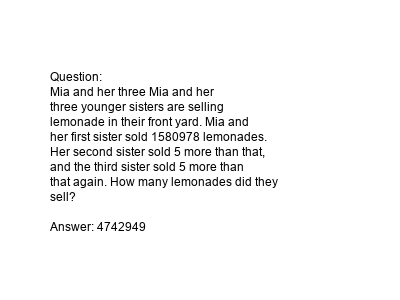 Question:
Mia and her three Mia and her
three younger sisters are selling
lemonade in their front yard. Mia and
her first sister sold 1580978 lemonades.
Her second sister sold 5 more than that,
and the third sister sold 5 more than
that again. How many lemonades did they
sell?
Answer: 4742949